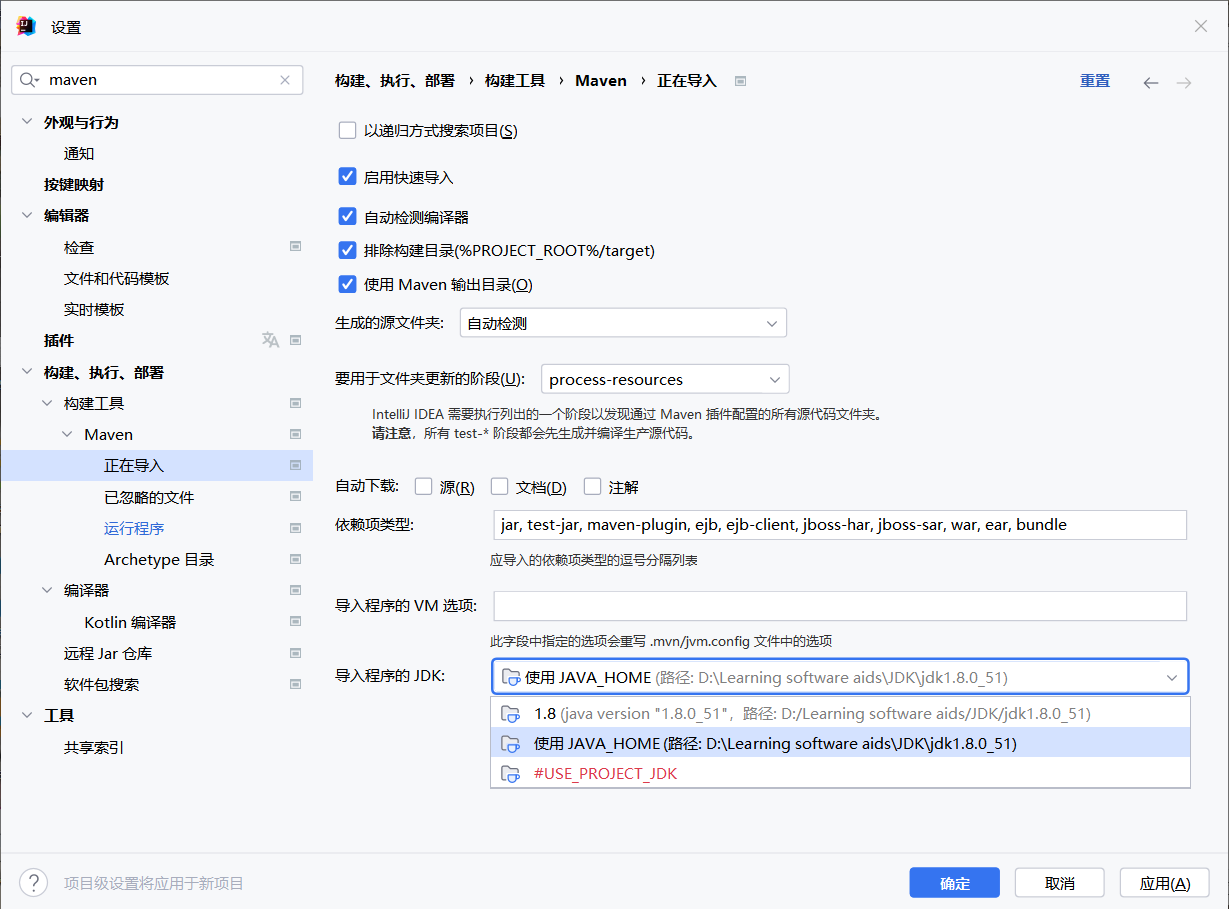 设置
maven
外观与行为
通知
按键映射
编辑器
检查
文件和代码模板
实时模板
插件
构建、执行、部署
构建工具
Maven
正在导入
已忽略的文件
运行程序
Archetype 目录
编译器
Kotlin 编译器
远程 Jar 仓库
软件包搜索
工具
共享索引
构建、执行、部署 › 构建工具 › Maven › 正在导入
重置
以递归方式搜索项目(S)
启用快速导入
自动检测编译器
排除构建目录(%PROJECT_ROOT%/target)
使用 Maven 输出目录(O)
生成的源文件夹: 自动检测
要用于文件夹更新的阶段(U): process-resources
IntelliJ IDEA 需要执行列出的一个阶段以发现通过 Maven 插件配置的所有源代码文件夹。
请注意，所有 test-* 阶段都会先生成并编译生产源代码。
自动下载: 源(R) 文档(D) 注解
依赖项类型: jar, test-jar, maven-plugin, ejb, ejb-client, jboss-har, jboss-sar, war, ear, bundle
应导入的依赖项类型的逗号分隔列表
导入程序的 VM 选项:
此字段中指定的选项会重写 .mvn/jvm.config 文件中的选项
导入程序的 JDK: 使用 JAVA_HOME (路径: D:\Learning software aids\JDK\jdk1.8.0_51)
1.8 (java version "1.8.0_51"，路径: D:/Learning software aids/JDK/jdk1.8.0_51)
使用 JAVA_HOME (路径: D:\Learning software aids\JDK\jdk1.8.0_51)
#USE_PROJECT_JDK
? 项目级设置将应用于新项目
确定 取消 应用(A)